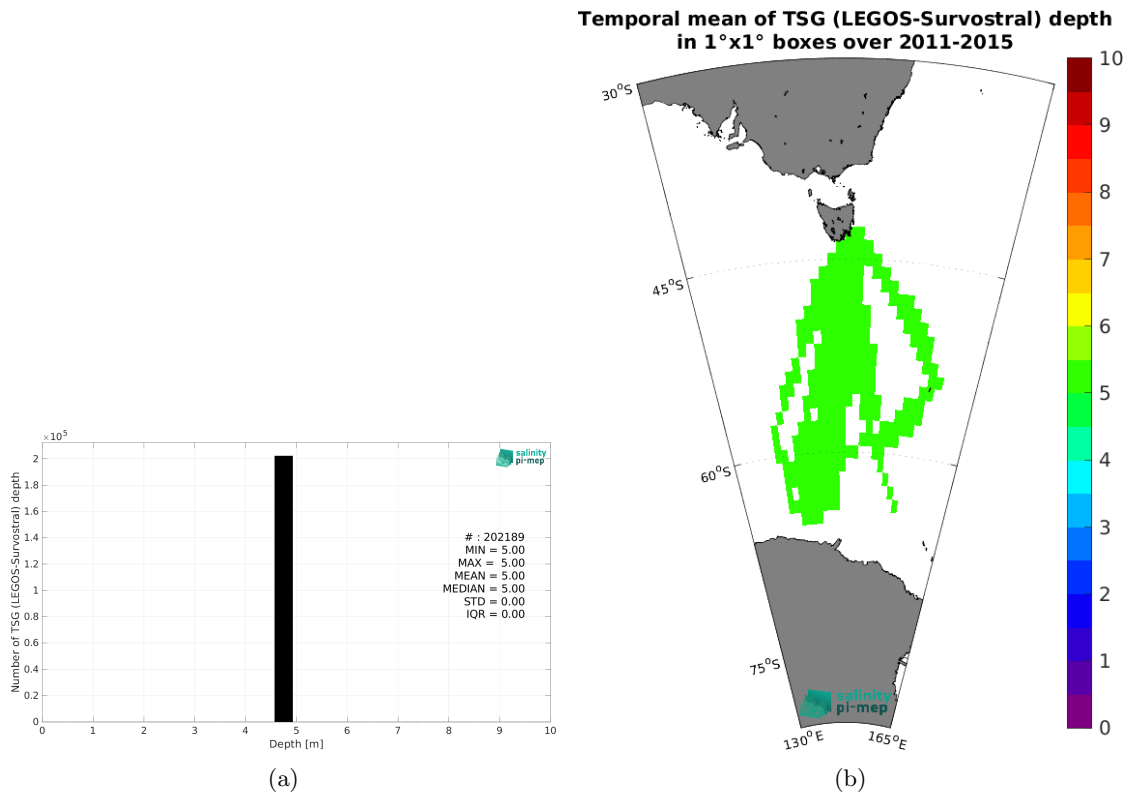 ×10⁵
2
1.8
1.6
1.4
1.2
1
0.8
0.6
0.4
0.2
0
Number of TSG (LEGOS-Survostral) depth
salinity
pi-mep
# : 202189
MIN = 5.00
MAX = 5.00
MEAN = 5.00
MEDIAN = 5.00
STD = 0.00
IQR = 0.00
0 1 2 3 4 5 6 7 8 9 10
Depth [m]
(a)
Temporal mean of TSG (LEGOS-Survostral) depth
in 1°x1° boxes over 2011-2015
30°S
45°S
60°S
75°S
salinity
pi-mep
130°E 165°E
10
9
8
7
6
5
4
3
2
1
0
(b)